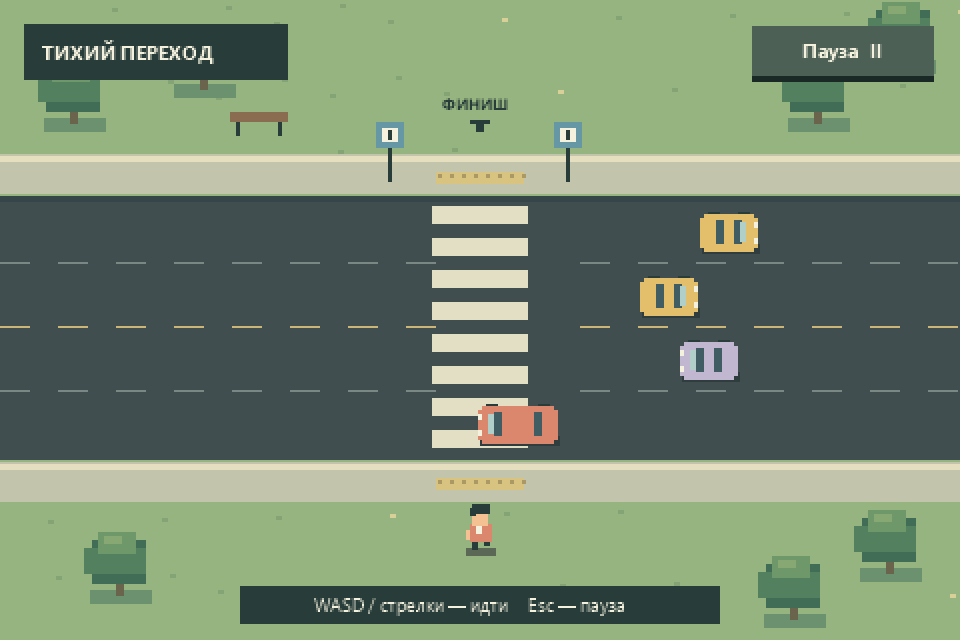 ТИХИЙ ПЕРЕХОД
Пауза II
ФИНИШ
WASD / стрелки — идти Esc — пауза